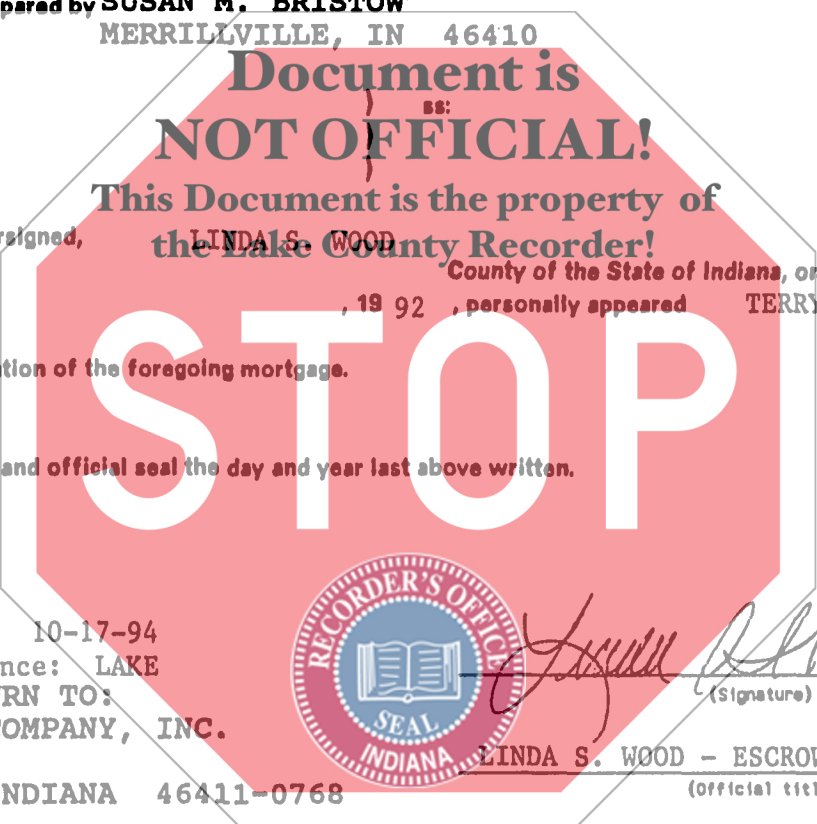 pared by SUSAN M. BRISTOW
MERRILLVILLE, IN 46410
Document is
ss:
NOT OFFICIAL!
This Document is the property of
rsigned, LINDA S. WOOD
the Lake County Recorder!
County of the State of Indiana, on
, 19 92 , personally appeared TERRY
STOP
tion of the foregoing mortgage.
and official seal the day and year last above written.
RECORDER'S OFFICE
SEAL
INDIANA
10-17-94
nce: LAKE
RN TO:
(Signature)
OMPANY, INC.
LINDA S. WOOD - ESCROW
NDIANA 46411-0768
(Official titl